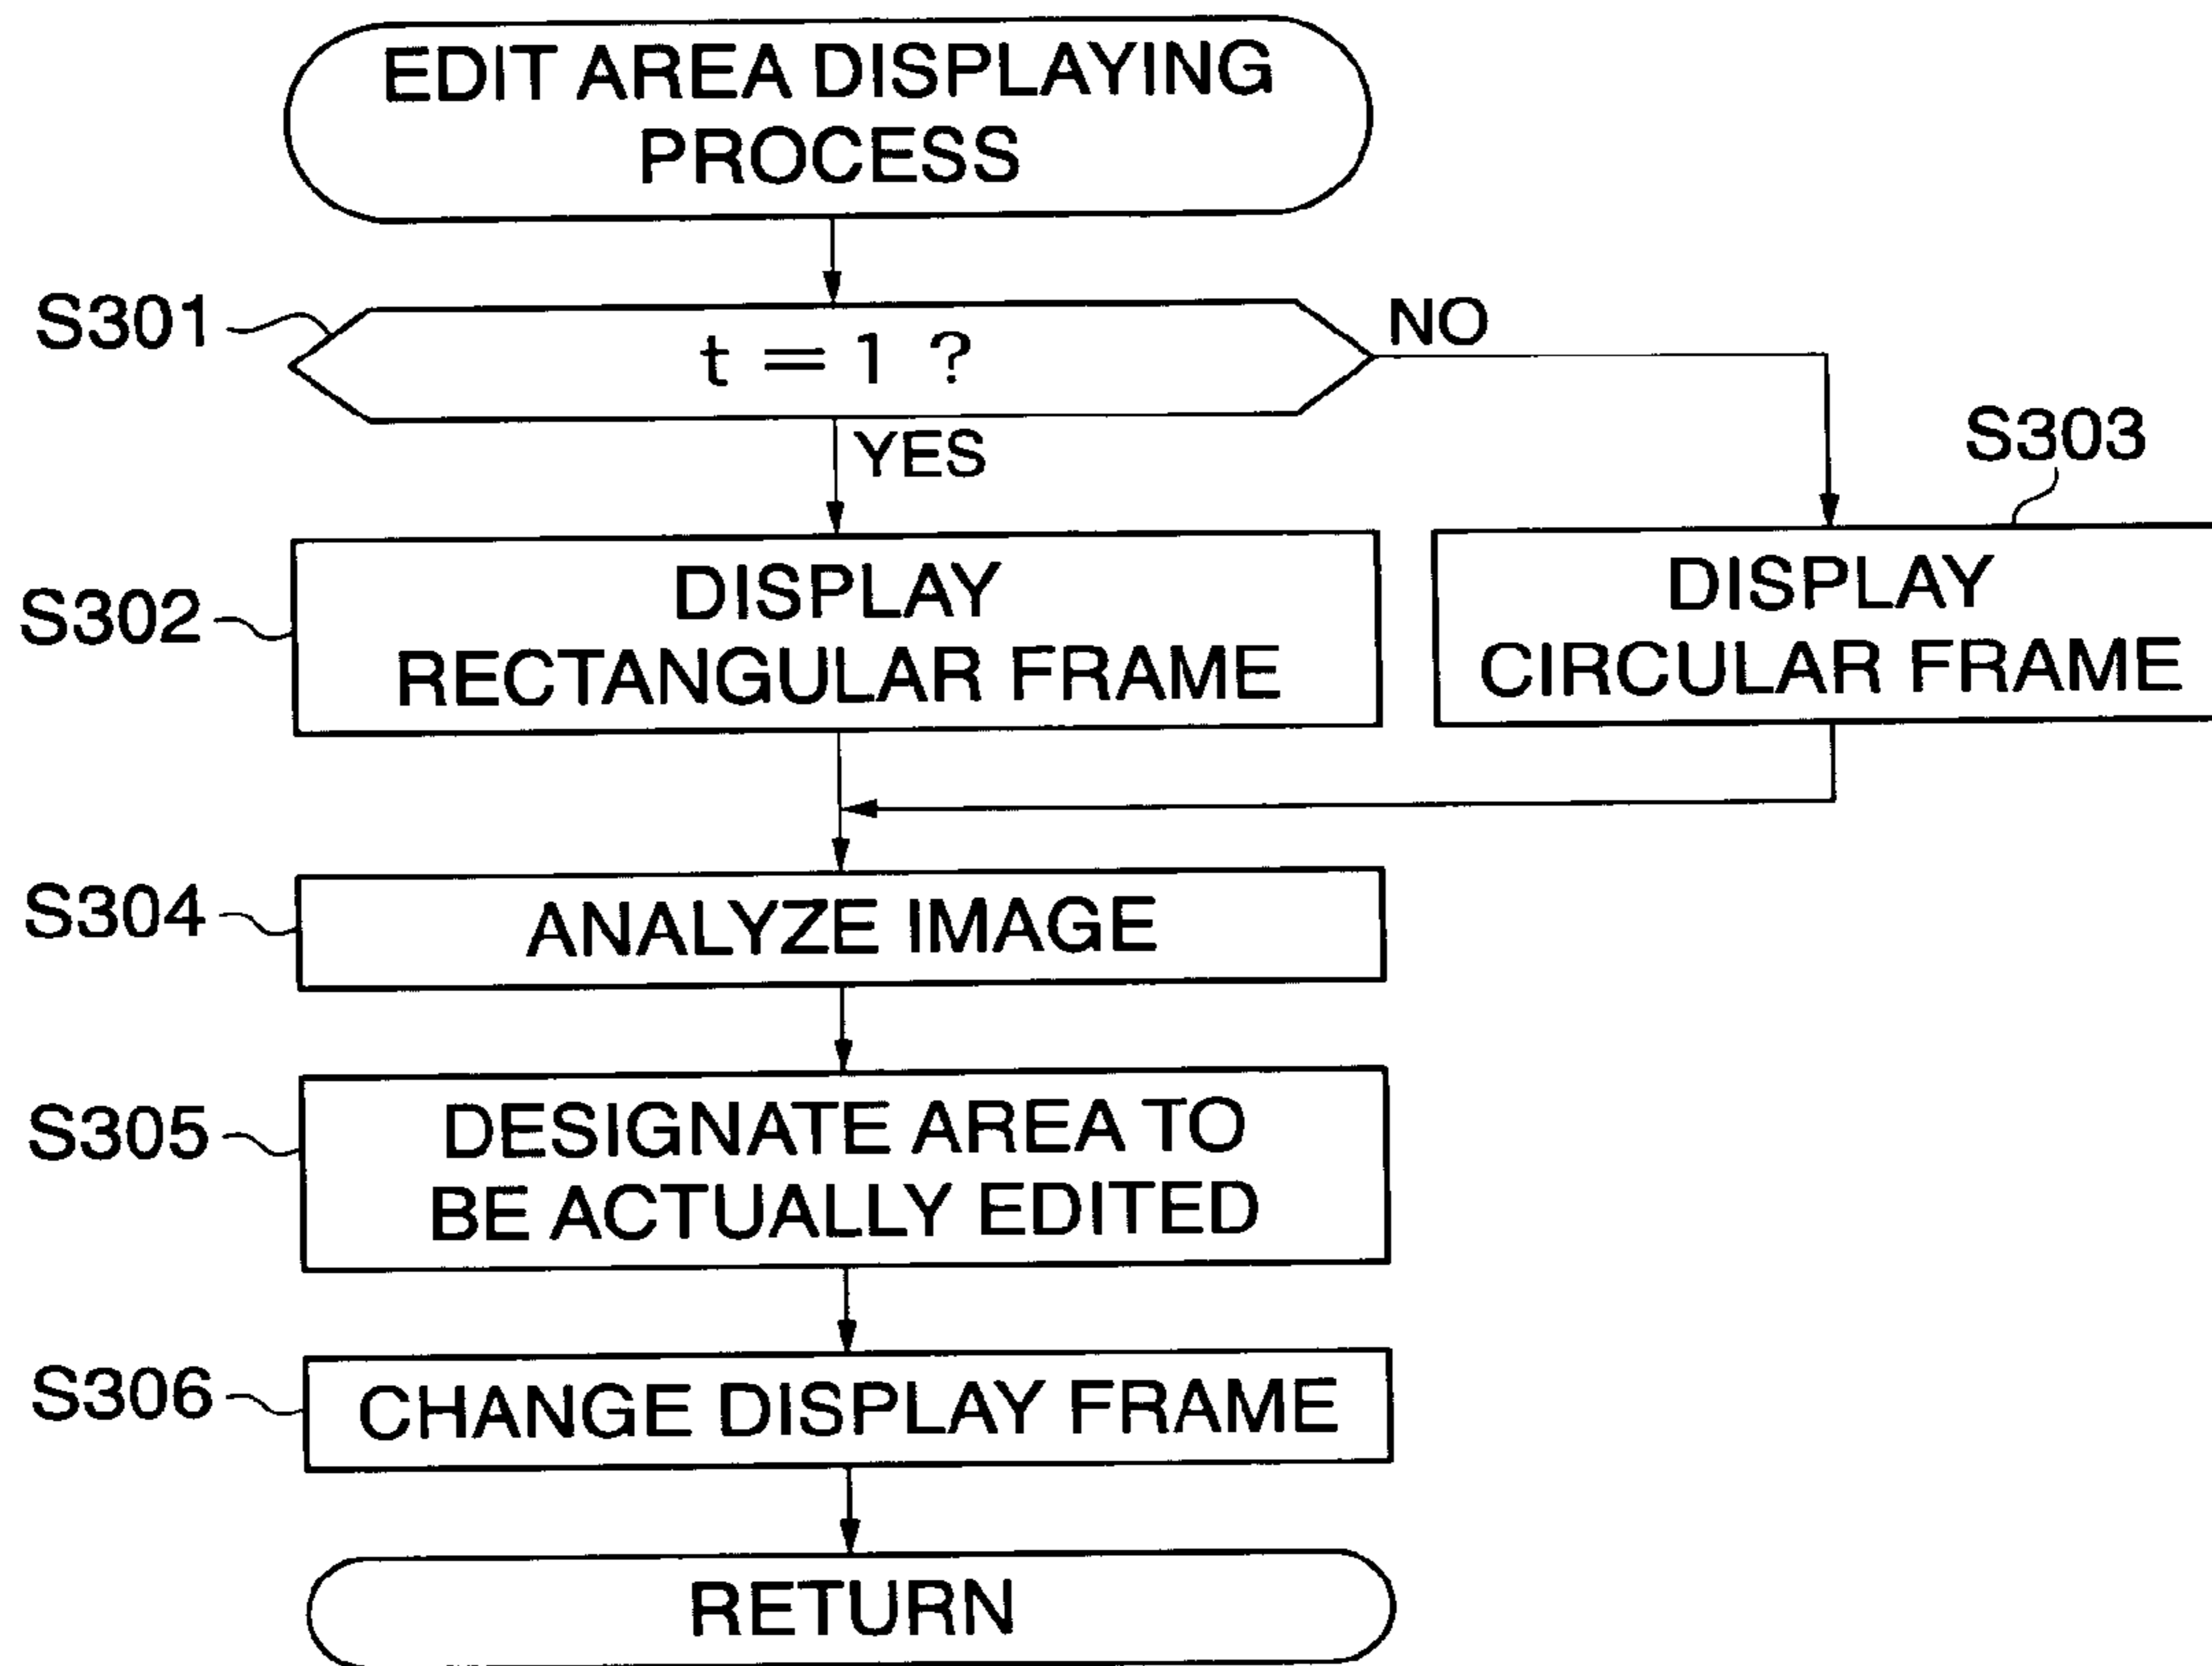 EDIT AREA DISPLAYING
PROCESS
S301
t = 1 ?
NO
YES
S303
S302
DISPLAY
RECTANGULAR FRAME
DISPLAY
CIRCULAR FRAME
S304
ANALYZE IMAGE
S305
DESIGNATE AREA TO
BE ACTUALLY EDITED
S306
CHANGE DISPLAY FRAME
RETURN